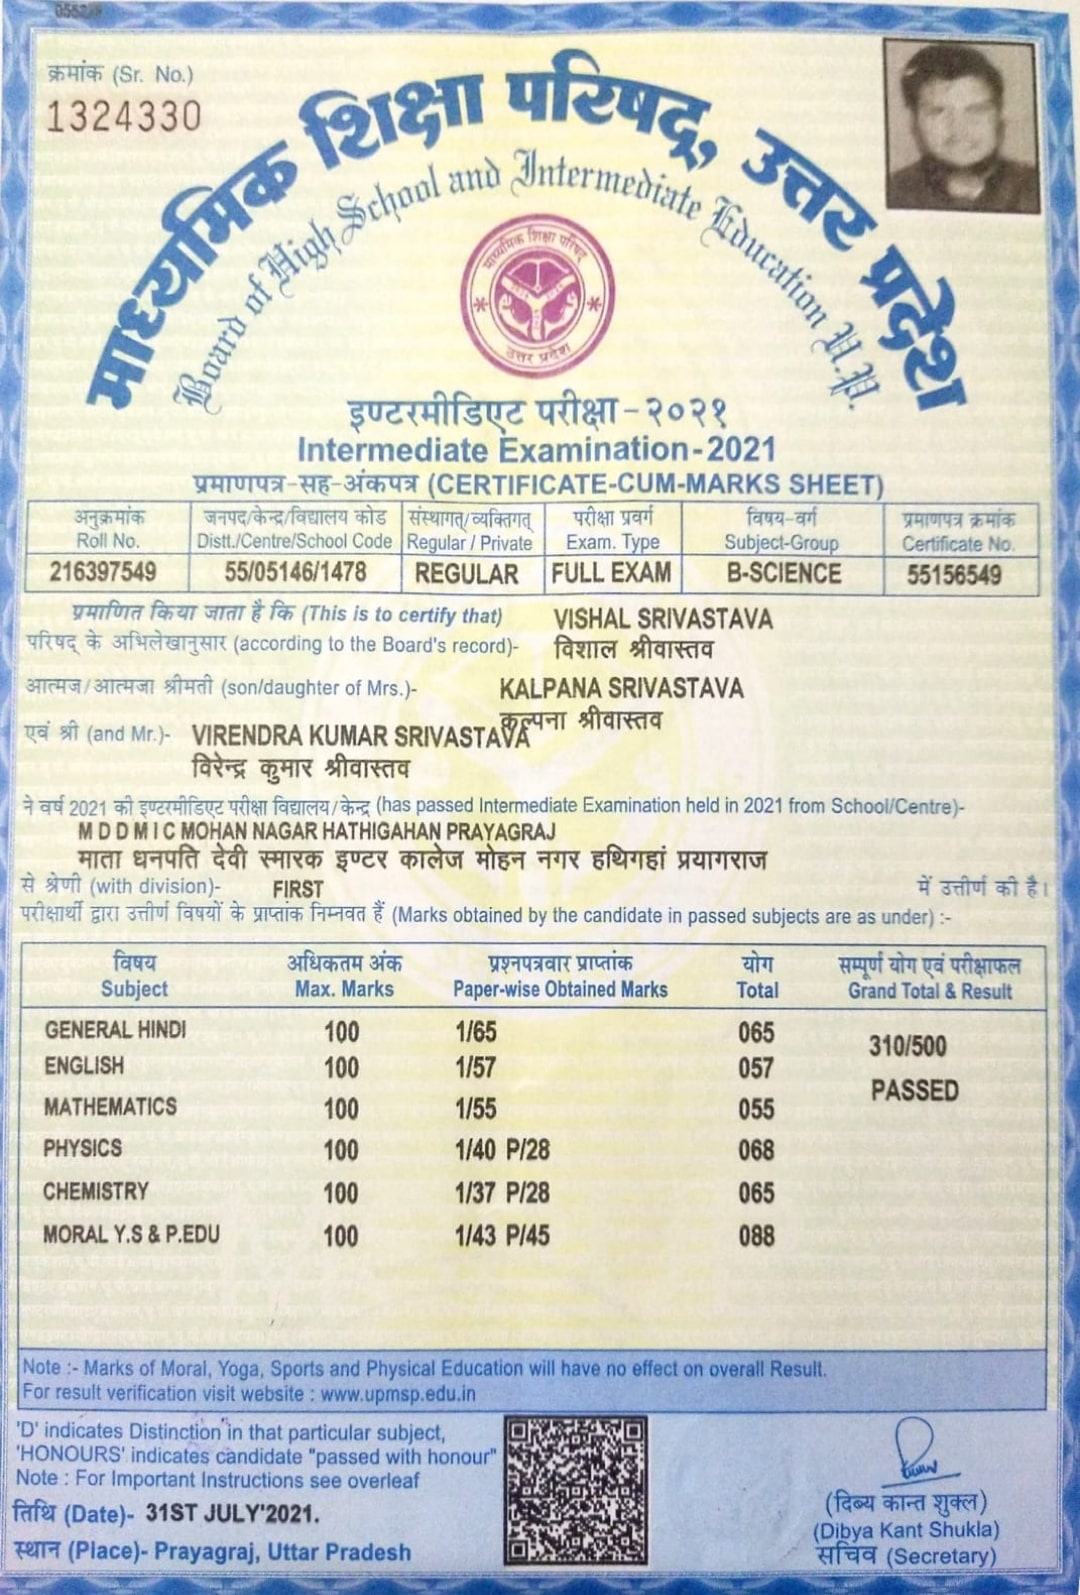 क्रमांक (Sr. No.)
1324330
माध्यमिक शिक्षा परिषद्, उत्तर प्रदेश
Board of High School and Intermediate Education U.P.
माध्यमिक शिक्षा परिषद्
उत्तर प्रदेश
इण्टरमीडिएट परीक्षा - २०२१
Intermediate Examination - 2021
प्रमाणपत्र-सह-अंकपत्र (CERTIFICATE-CUM-MARKS SHEET)
अनुक्रमांक जनपद/केन्द्र/विद्यालय कोड संस्थागत्/व्यक्तिगत् परीक्षा प्रवर्ग विषय-वर्ग प्रमाणपत्र क्रमांक
Roll No. Distt./Centre/School Code Regular / Private Exam. Type Subject-Group Certificate No.
216397549 55/05146/1478 REGULAR FULL EXAM B-SCIENCE 55156549
प्रमाणित किया जाता है कि (This is to certify that) VISHAL SRIVASTAVA
परिषद् के अभिलेखानुसार (according to the Board's record)- विशाल श्रीवास्तव
आत्मज/आत्मजा श्रीमती (son/daughter of Mrs.)- KALPANA SRIVASTAVA
कल्पना श्रीवास्तव
एवं श्री (and Mr.)- VIRENDRA KUMAR SRIVASTAVA
विरेन्द्र कुमार श्रीवास्तव
ने वर्ष 2021 की इण्टरमीडिएट परीक्षा विद्यालय/केन्द्र (has passed Intermediate Examination held in 2021 from School/Centre)-
M D D M I C MOHAN NAGAR HATHIGAHAN PRAYAGRAJ
माता धनपति देवी स्मारक इण्टर कालेज मोहन नगर हथिगहां प्रयागराज
से श्रेणी (with division)- FIRST में उत्तीर्ण की है।
परीक्षार्थी द्वारा उत्तीर्ण विषयों के प्राप्तांक निम्नवत हैं (Marks obtained by the candidate in passed subjects are as under) :-
विषय अधिकतम अंक प्रश्नपत्रवार प्राप्तांक योग सम्पूर्ण योग एवं परीक्षाफल
Subject Max. Marks Paper-wise Obtained Marks Total Grand Total & Result
GENERAL HINDI 100 1/65 065
310/500
ENGLISH 100 1/57 057
PASSED
MATHEMATICS 100 1/55 055
PHYSICS 100 1/40 P/28 068
CHEMISTRY 100 1/37 P/28 065
MORAL Y.S & P.EDU 100 1/43 P/45 088
Note :- Marks of Moral, Yoga, Sports and Physical Education will have no effect on overall Result.
For result verification visit website : www.upmsp.edu.in
'D' indicates Distinction in that particular subject,
'HONOURS' indicates candidate "passed with honour"
Note : For Important Instructions see overleaf
तिथि (Date)- 31ST JULY'2021.
स्थान (Place)- Prayagraj, Uttar Pradesh
(दिब्य कान्त शुक्ल)
(Dibya Kant Shukla)
सचिव (Secretary)